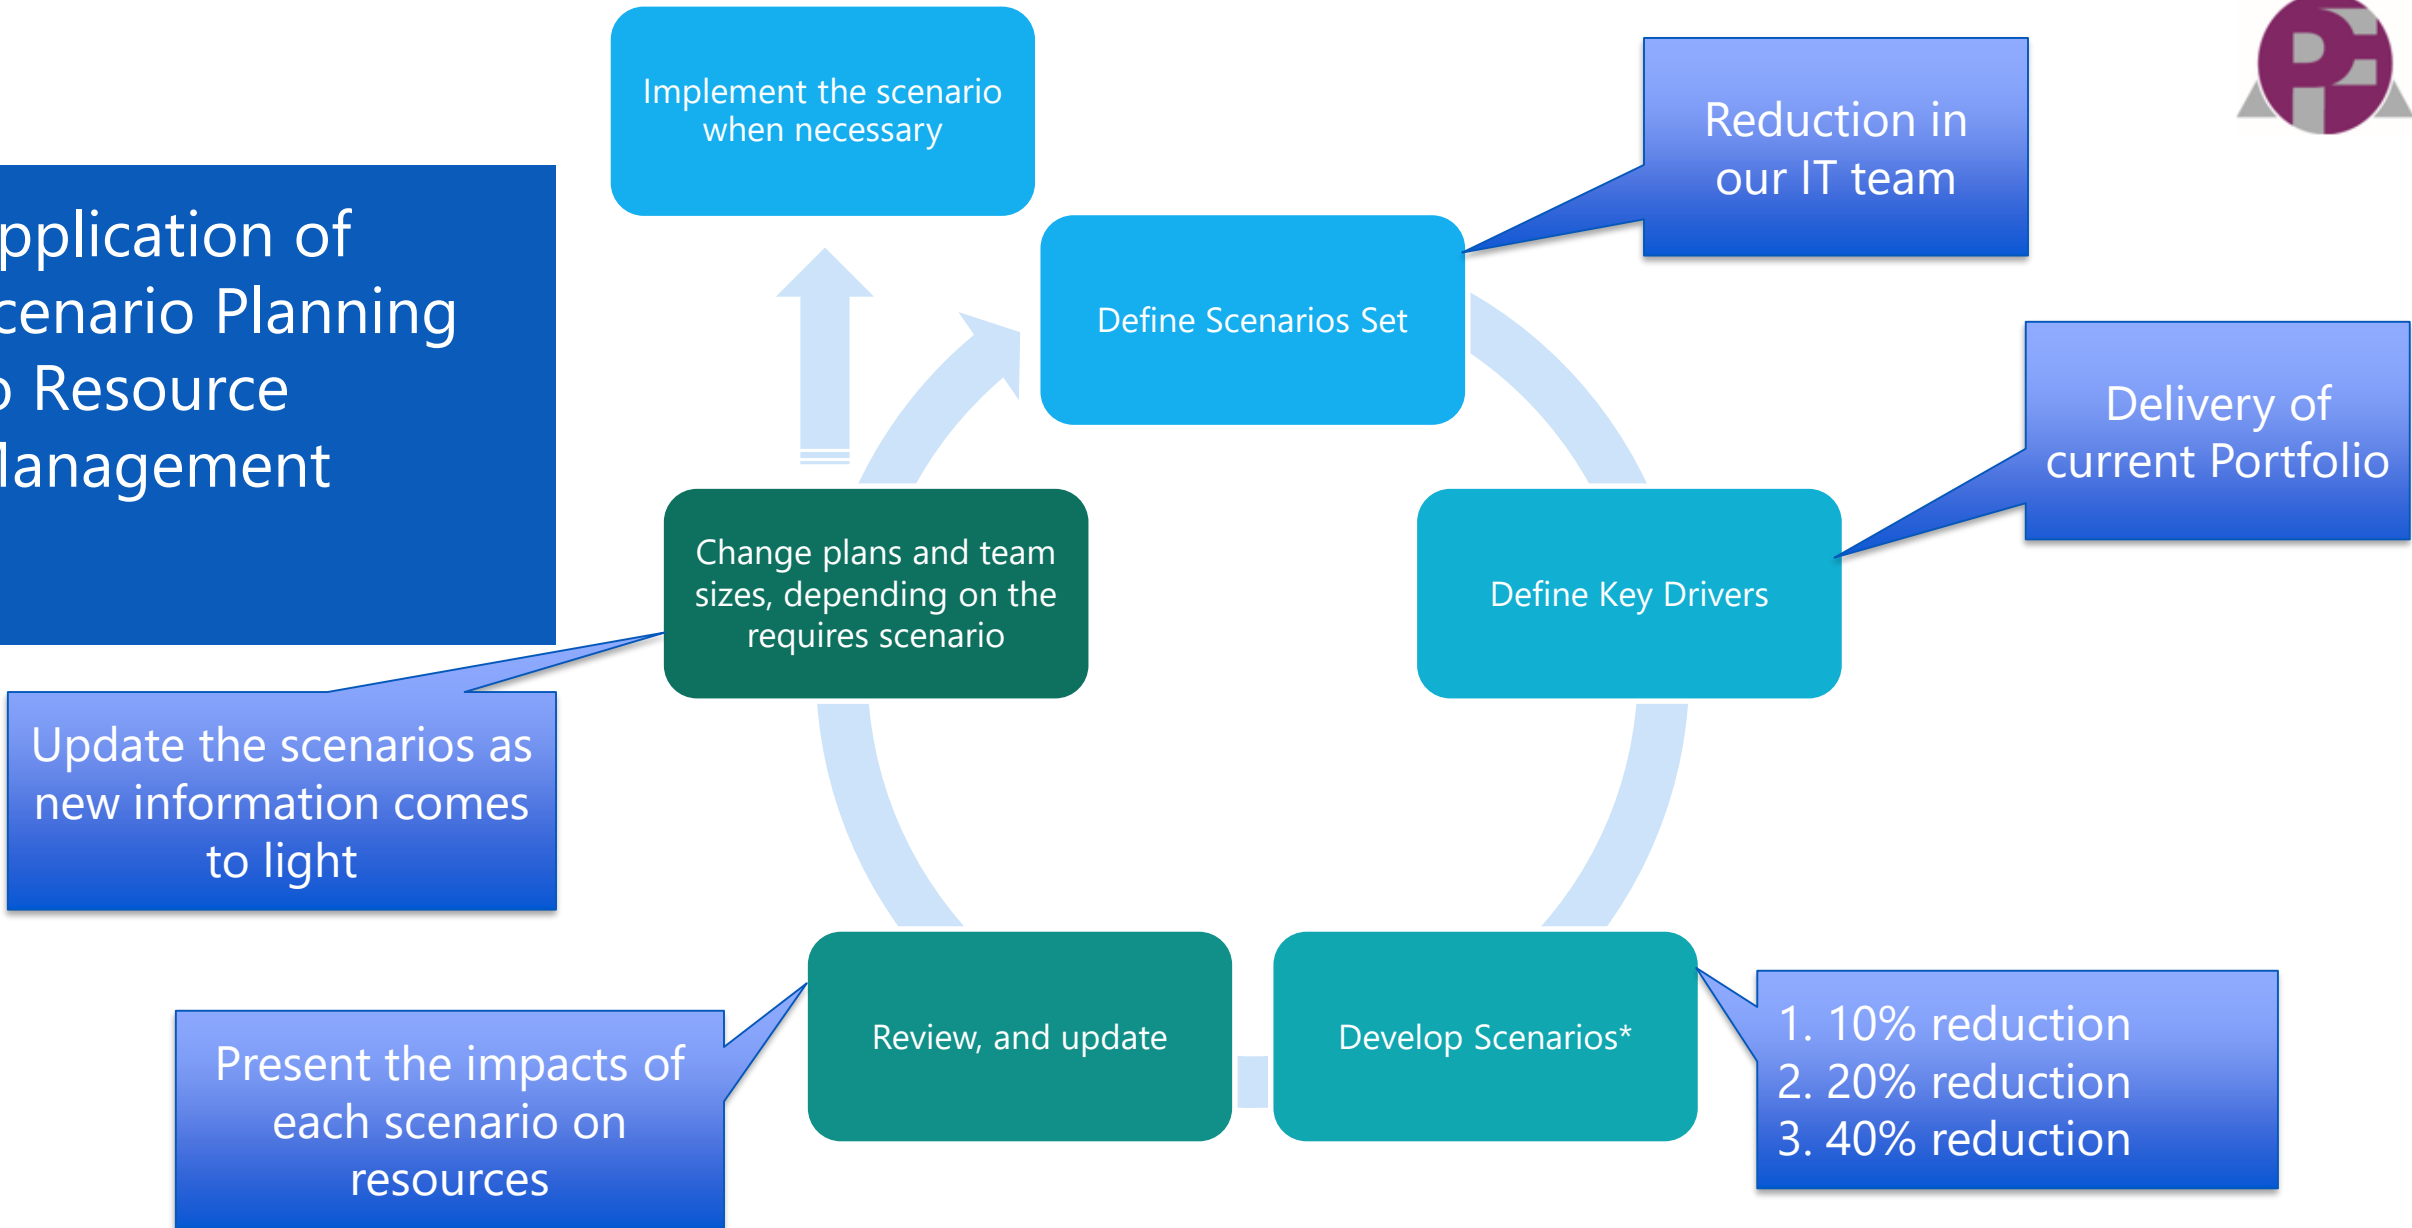 Implement the scenario
when necessary
Reduction in
our IT team
pplication of
cenario Planning
o Resource
Management
Define Scenarios Set
Delivery of
current Portfolio
Change plans and team
sizes, depending on the
requires scenario
Define Key Drivers
Update the scenarios as
new information comes
to light
Review, and update
Develop Scenarios*
Present the impacts of
each scenario on
resources
1. 10% reduction
2. 20% reduction
3. 40% reduction